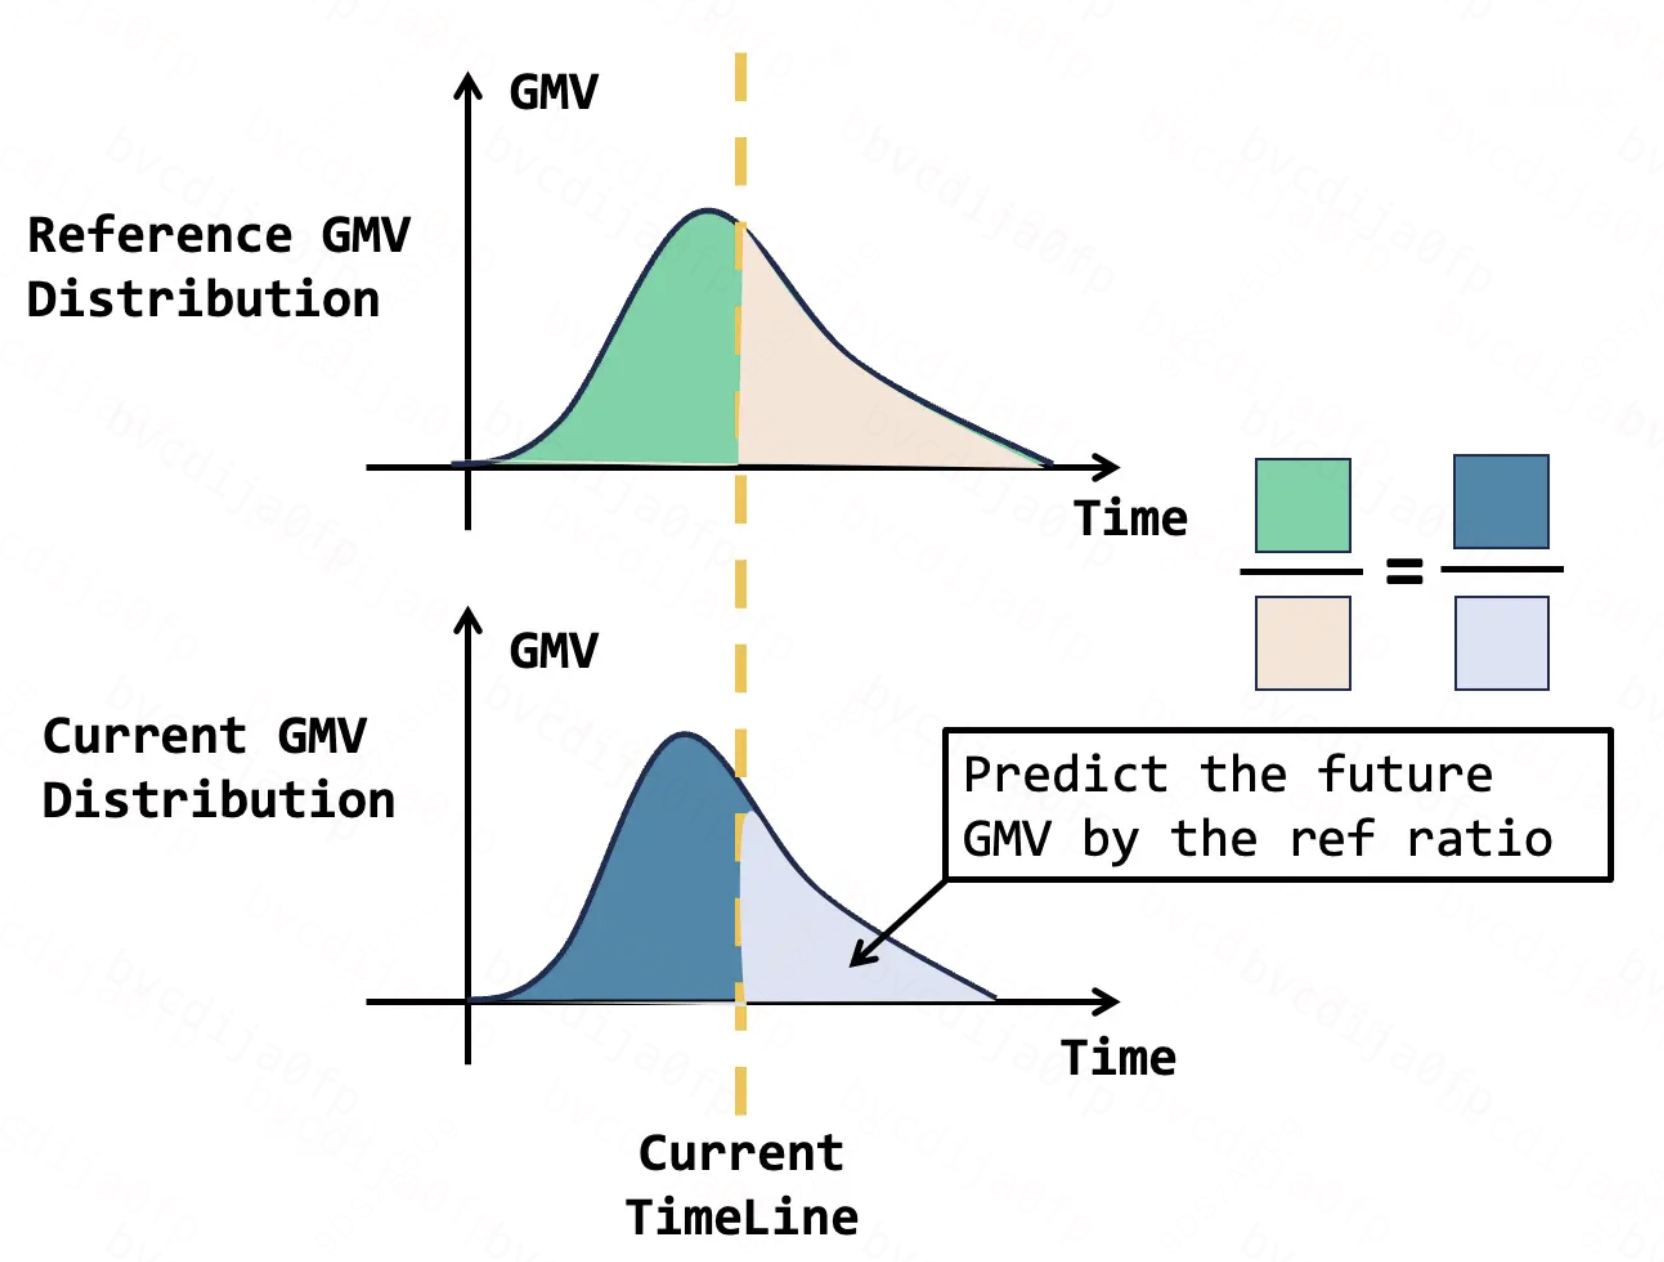 GMV
Reference GMV
Distribution
Time
=
GMV
Current GMV
Distribution
Predict the future
GMV by the ref ratio
Time
Current
TimeLine
bvcdija0fp